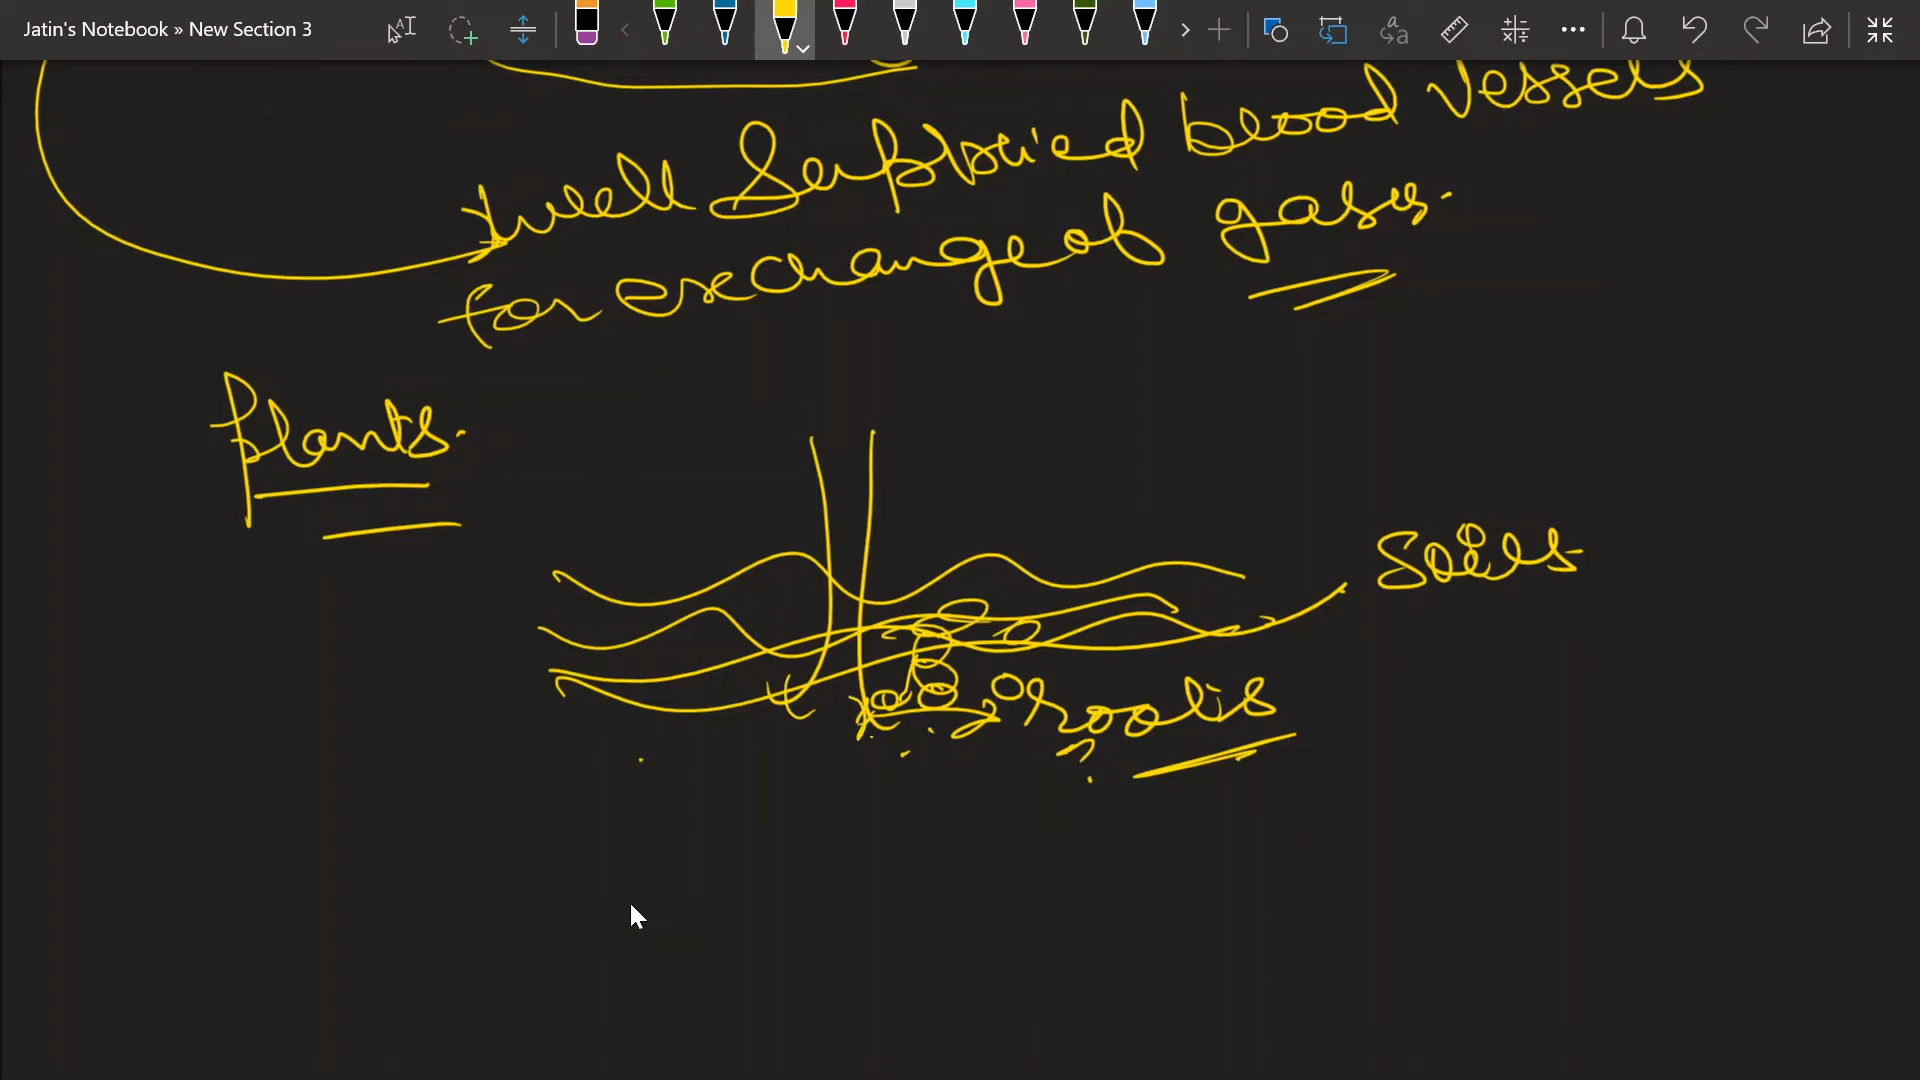 Jatin's Notebook » New Section 3
well Supplied blood vessels
for exchange of gases.
Plants.
Soils
roots
?